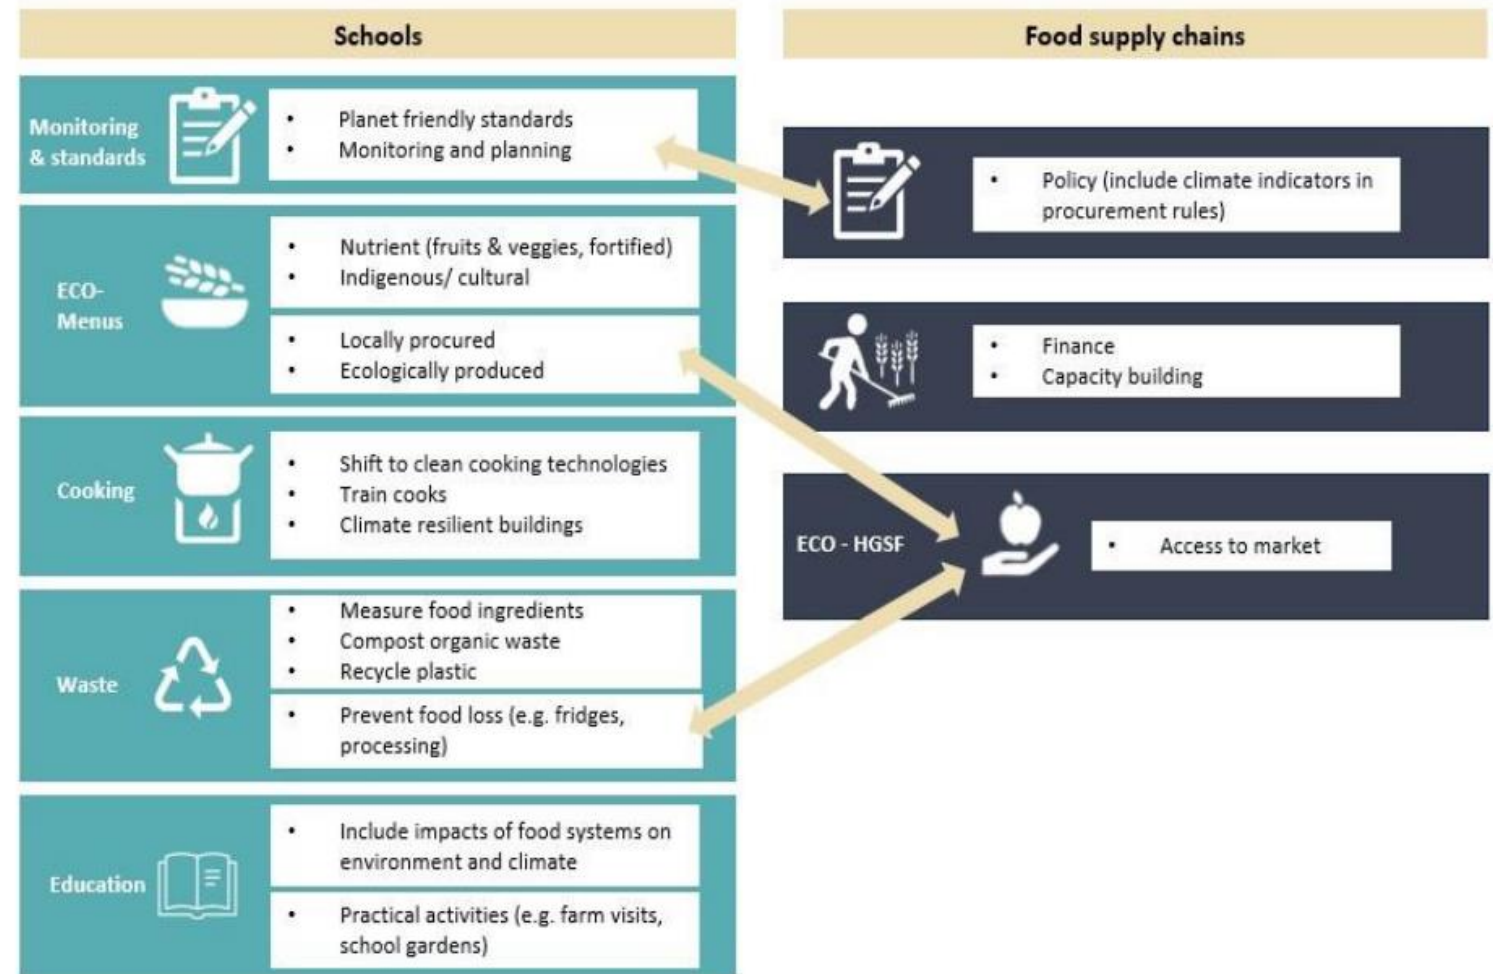 Schools
Monitoring
& standards
• Planet friendly standards
• Monitoring and planning
ECO-
Menus
• Nutrient (fruits & veggies, fortified)
• Indigenous/ cultural
• Locally procured
• Ecologically produced
Cooking
• Shift to clean cooking technologies
• Train cooks
• Climate resilient buildings
Waste
• Measure food ingredients
• Compost organic waste
• Recycle plastic
• Prevent food loss (e.g. fridges,
processing)
Education
• Include impacts of food systems on
environment and climate
• Practical activities (e.g. farm visits,
school gardens)
Food supply chains
• Policy (include climate indicators in
procurement rules)
• Finance
• Capacity building
ECO - HGSF
• Access to market